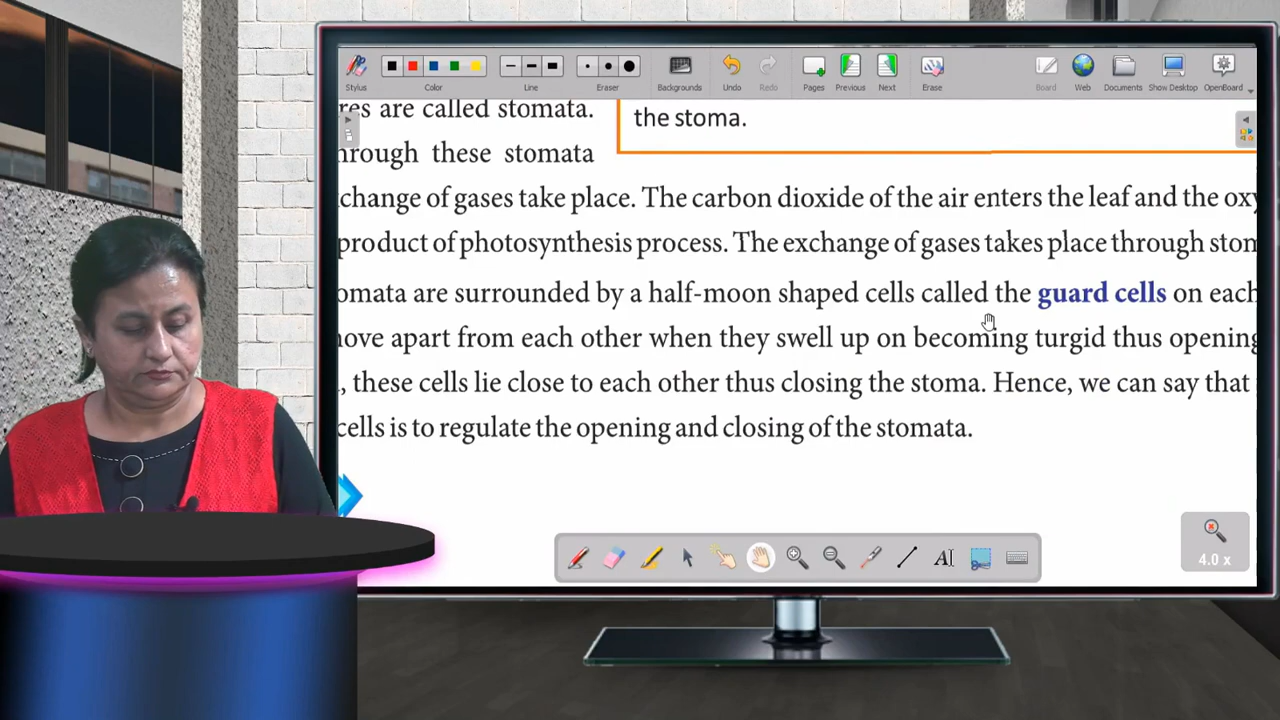 Stylus Color Line Eraser Backgrounds Undo Redo Pages Previous Next Erase Board Web Documents Show Desktop OpenBoard
res are called stomata.
the stoma.
hrough these stomata
change of gases take place. The carbon dioxide of the air enters the leaf and the oxy
product of photosynthesis process. The exchange of gases takes place through stom
omata are surrounded by a half-moon shaped cells called the guard cells on each
ove apart from each other when they swell up on becoming turgid thus opening
, these cells lie close to each other thus closing the stoma. Hence, we can say that
cells is to regulate the opening and closing of the stomata.
4.0 x